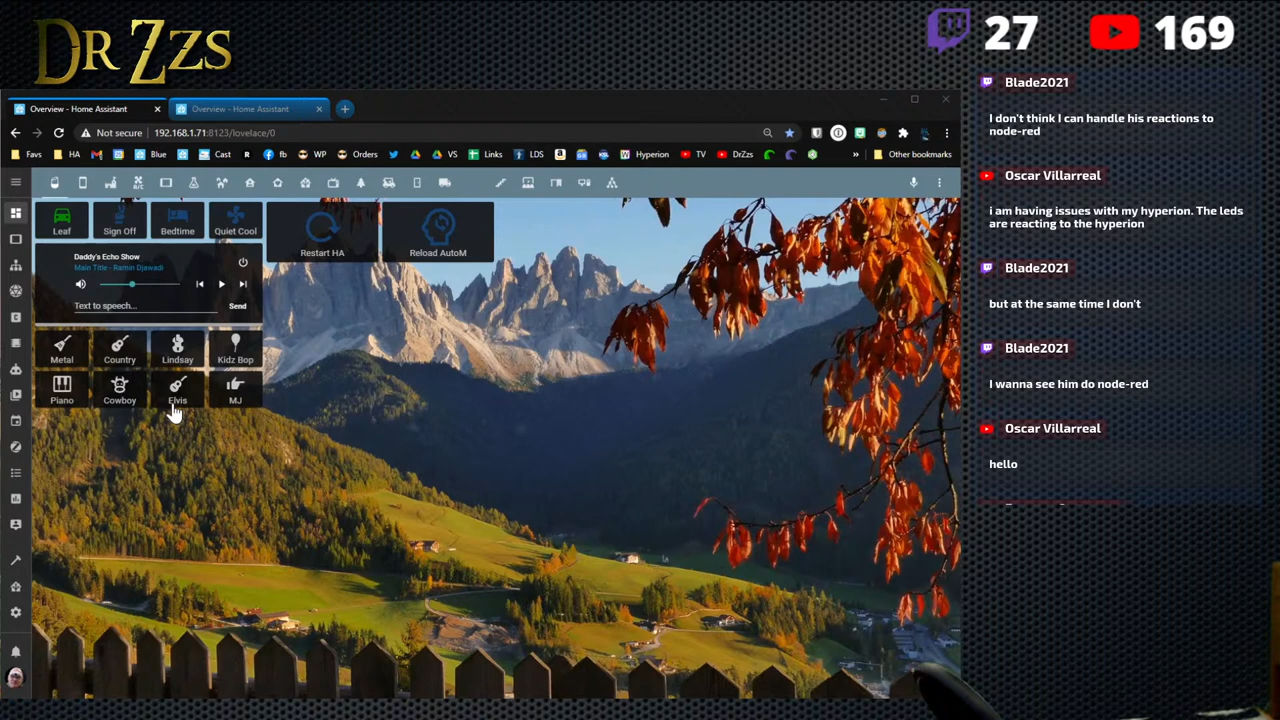 DR ZZS
27
169
Overview - Home Assistant
Overview - Home Assistant
Not secure
192.168.1.71:8123/lovelace/0
Favs
HA
Blue
Cast
fb
WP
Orders
VS
Links
LDS
Hyperion
TV
DrZzs
»
Other bookmarks
Leaf
Sign Off
Bedtime
Quiet Cool
Restart HA
Reload AutoM
Daddy's Echo Show
Main Title - Ramin Djawadi
Text to speech...
Send
Metal
Country
Lindsay
Kidz Bop
Piano
Cowboy
Elvis
MJ
Blade2021
I don't think I can handle his reactions to
node-red
Oscar Villarreal
i am having issues with my hyperion. The leds
are reacting to the hyperion
Blade2021
but at the same time I don't
Blade2021
I wanna see him do node-red
Oscar Villarreal
hello